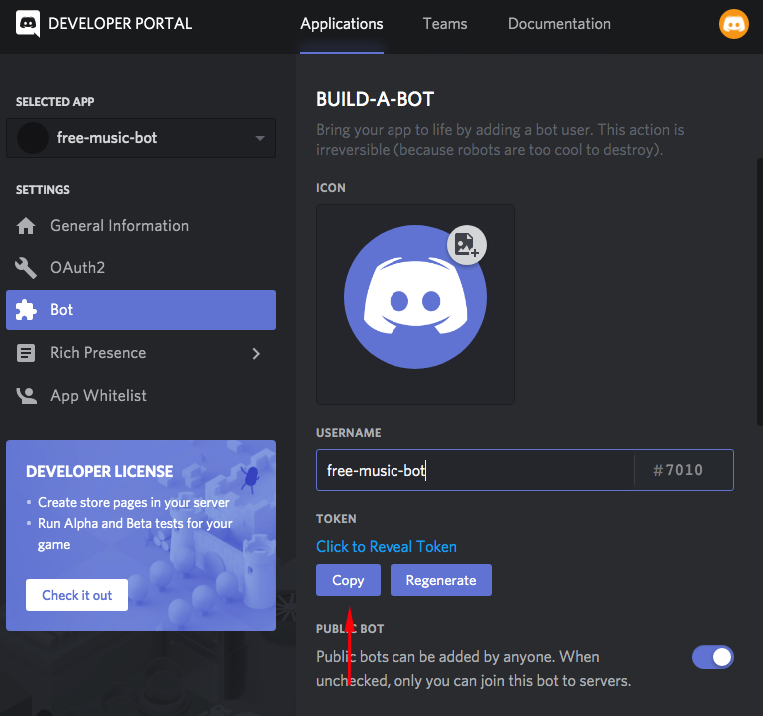 DEVELOPER PORTAL
Applications
Teams
Documentation
SELECTED APP
free-music-bot
SETTINGS
General Information
OAuth2
Bot
Rich Presence
App Whitelist
DEVELOPER LICENSE
Create store pages in your server
Run Alpha and Beta tests for your
game
Check it out
BUILD-A-BOT
Bring your app to life by adding a bot user. This action is
irreversible (because robots are too cool to destroy).
ICON
USERNAME
free-music-bot
#7010
TOKEN
Click to Reveal Token
Copy
Regenerate
PUBLIC BOT
Public bots can be added by anyone. When
unchecked, only you can join this bot to servers.